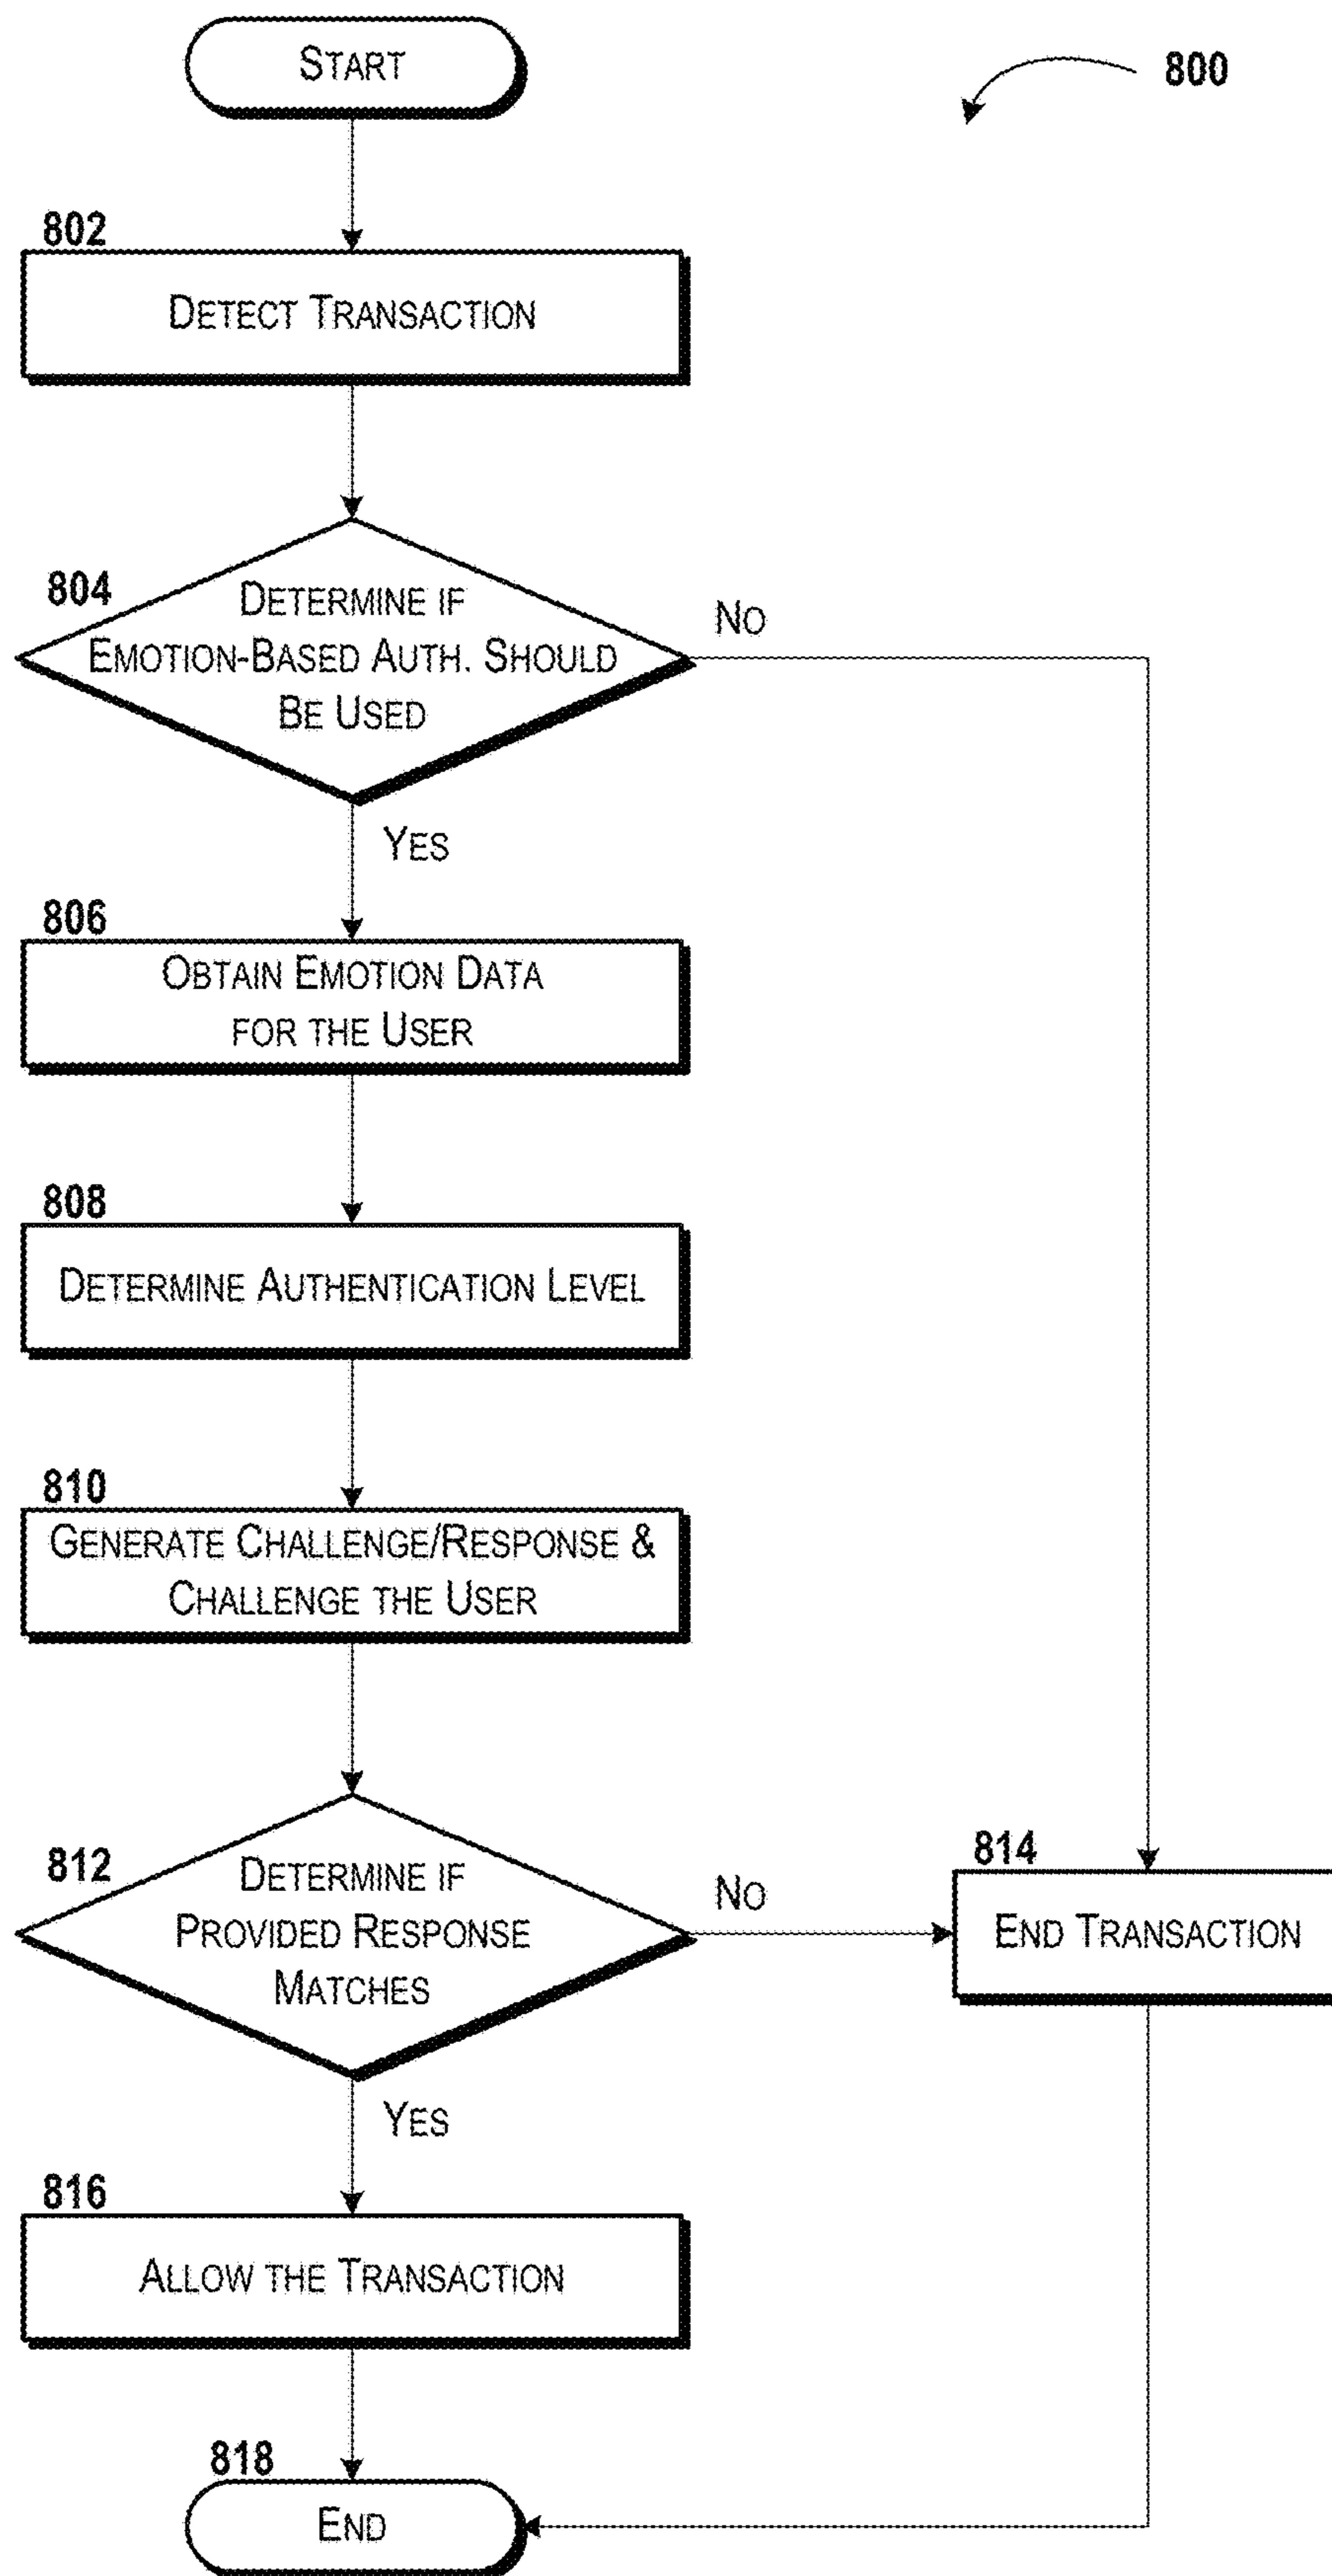 START
800
802
DETECT TRANSACTION
804
DETERMINE IF
EMOTION-BASED AUTH. SHOULD
BE USED
NO
YES
806
OBTAIN EMOTION DATA
FOR THE USER
808
DETERMINE AUTHENTICATION LEVEL
810
GENERATE CHALLENGE/RESPONSE &
CHALLENGE THE USER
812
DETERMINE IF
PROVIDED RESPONSE
MATCHES
NO
814
END TRANSACTION
YES
816
ALLOW THE TRANSACTION
818
END